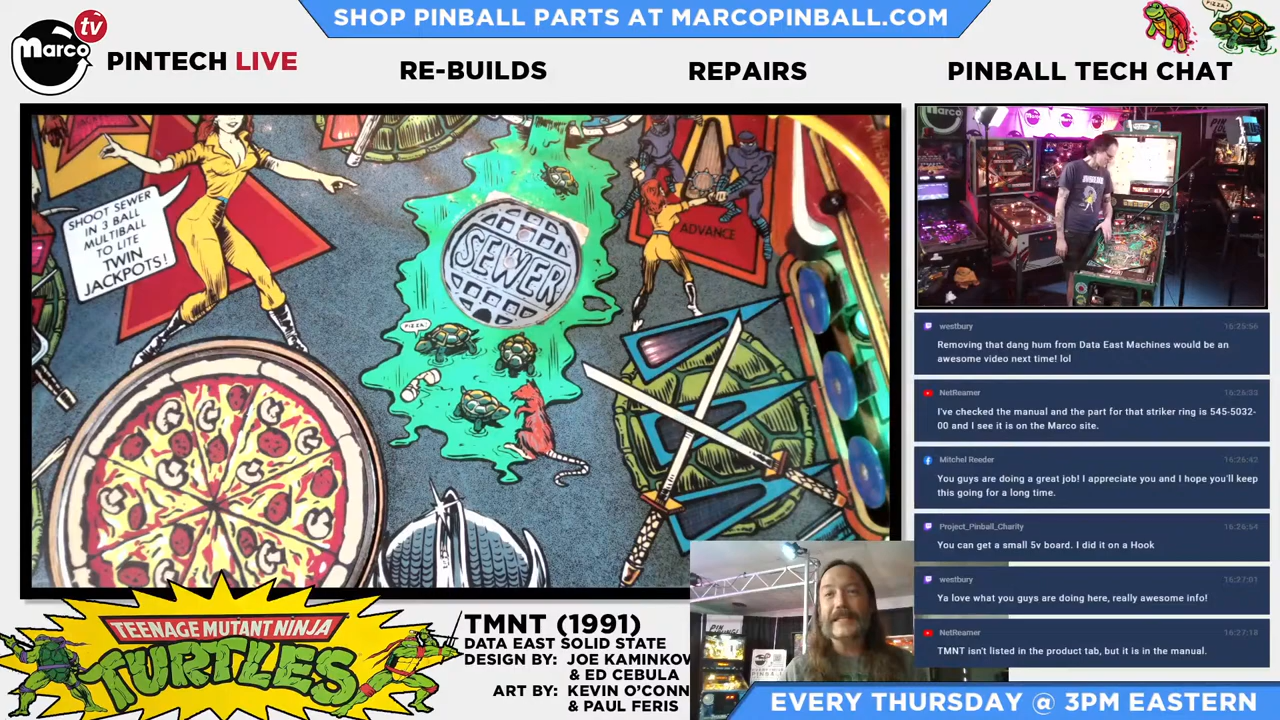 SHOP PINBALL PARTS AT MARCOPINBALL.COM
Marco tv
PINTECH LIVE
RE-BUILDS
REPAIRS
PINBALL TECH CHAT
PIZZA!
SHOOT SEWER
IN 3 BALL
MULTIBALL
TO LITE
TWIN
JACKPOTS!
SEWER
ADVANCE
PIZZA!
westbury 16:25:56
Removing that dang hum from Data East Machines would be an
awesome video next time! lol
NetReamer 16:26:33
I've checked the manual and the part for that striker ring is 545-5032-
00 and I see it is on the Marco site.
Mitchel Reeder 16:26:42
You guys are doing a great job! I appreciate you and I hope you'll keep
this going for a long time.
Project_Pinball_Charity 16:26:54
You can get a small 5v board. I did it on a Hook
westbury 16:27:01
Ya love what you guys are doing here, really awesome info!
NetReamer 16:27:18
TMNT isn't listed in the product tab, but it is in the manual.
TEENAGE MUTANT NINJA
TURTLES
TMNT (1991)
DATA EAST SOLID STATE
DESIGN BY: JOE KAMINKOW
& ED CEBULA
ART BY: KEVIN O'CONN
& PAUL FERIS
EVERY THURSDAY @ 3PM EASTERN